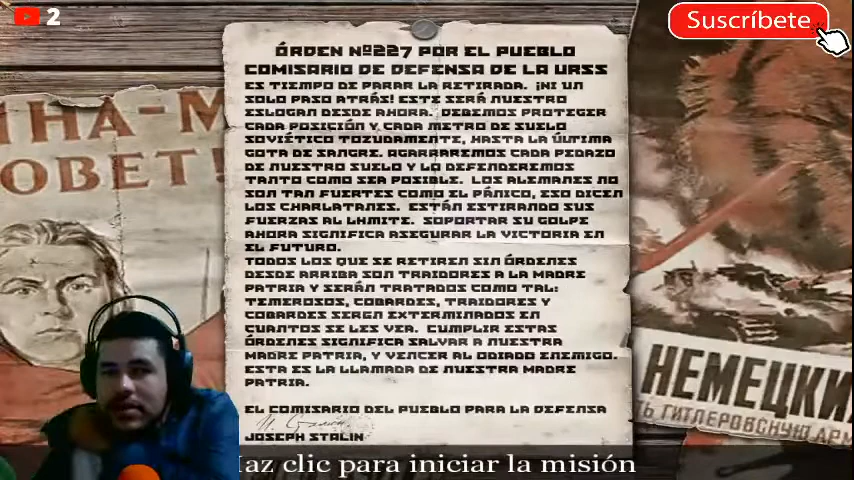 2
Suscríbete
ÓRDEN Nº227 POR EL PUEBLO
COMISARIO DE DEFENSA DE LA URSS
ES TIEMPO DE PARAR LA RETIRADA. ¡NI UN
SOLO PASO ATRÁS! ESTE SERÁ NUESTRO
ESLOGAN DESDE AHORA. DEBEMOS PROTEGER
CADA POSICIÓN Y CADA METRO DE SUELO
SOVIÉTICO TOZUDAMENTE, HASTA LA ÚLTIMA
GOTA DE SANGRE. AGARRAREMOS CADA PEDAZO
DE NUESTRO SUELO Y LO DEFENDEREMOS
TANTO COMO SEA POSIBLE. LOS ALEMANES NO
SON TAN FUERTES COMO EL PÁNICO, ESO DICEN
LOS CHARLATANES. ESTÁN ESTIRANDO SUS
FUERZAS AL LHMITE. SOPORTAR SU GOLPE
AHORA SIGNIFICA ASEGURAR LA VICTORIA EN
EL FUTURO.
TODOS LOS QUE SE RETIREN SIN ÓRDENES
DESDE ARRIBA SON TRAIDORES A LA MADRE
PATRIA Y SERÁN TRATADOS COMO TAL:
TEMEROSOS, COBARDES, TRAIDORES Y
COBARDES SERGN EXTERMINADOS EN
CUANTOS SE LES VEA. CUMPLIR ESTAS
ÓRDENES SIGNIFICA SALVAR A NUESTRA
MADRE PATRIA, Y VENCER AL ODIADO ENEMIGO.
ESTA ES LA LLAMADA DE NUESTRA MADRE
PATRIA.
EL COMISARIO DEL PUEBLO PARA LA DEFENSA
JOSEPH STALIN
ИНА-М
ОВЕТ!
НЕМЕЦКИ
ТЬ ГИТЛЕРОВСКУЮ АРМ
az clic para iniciar la misión